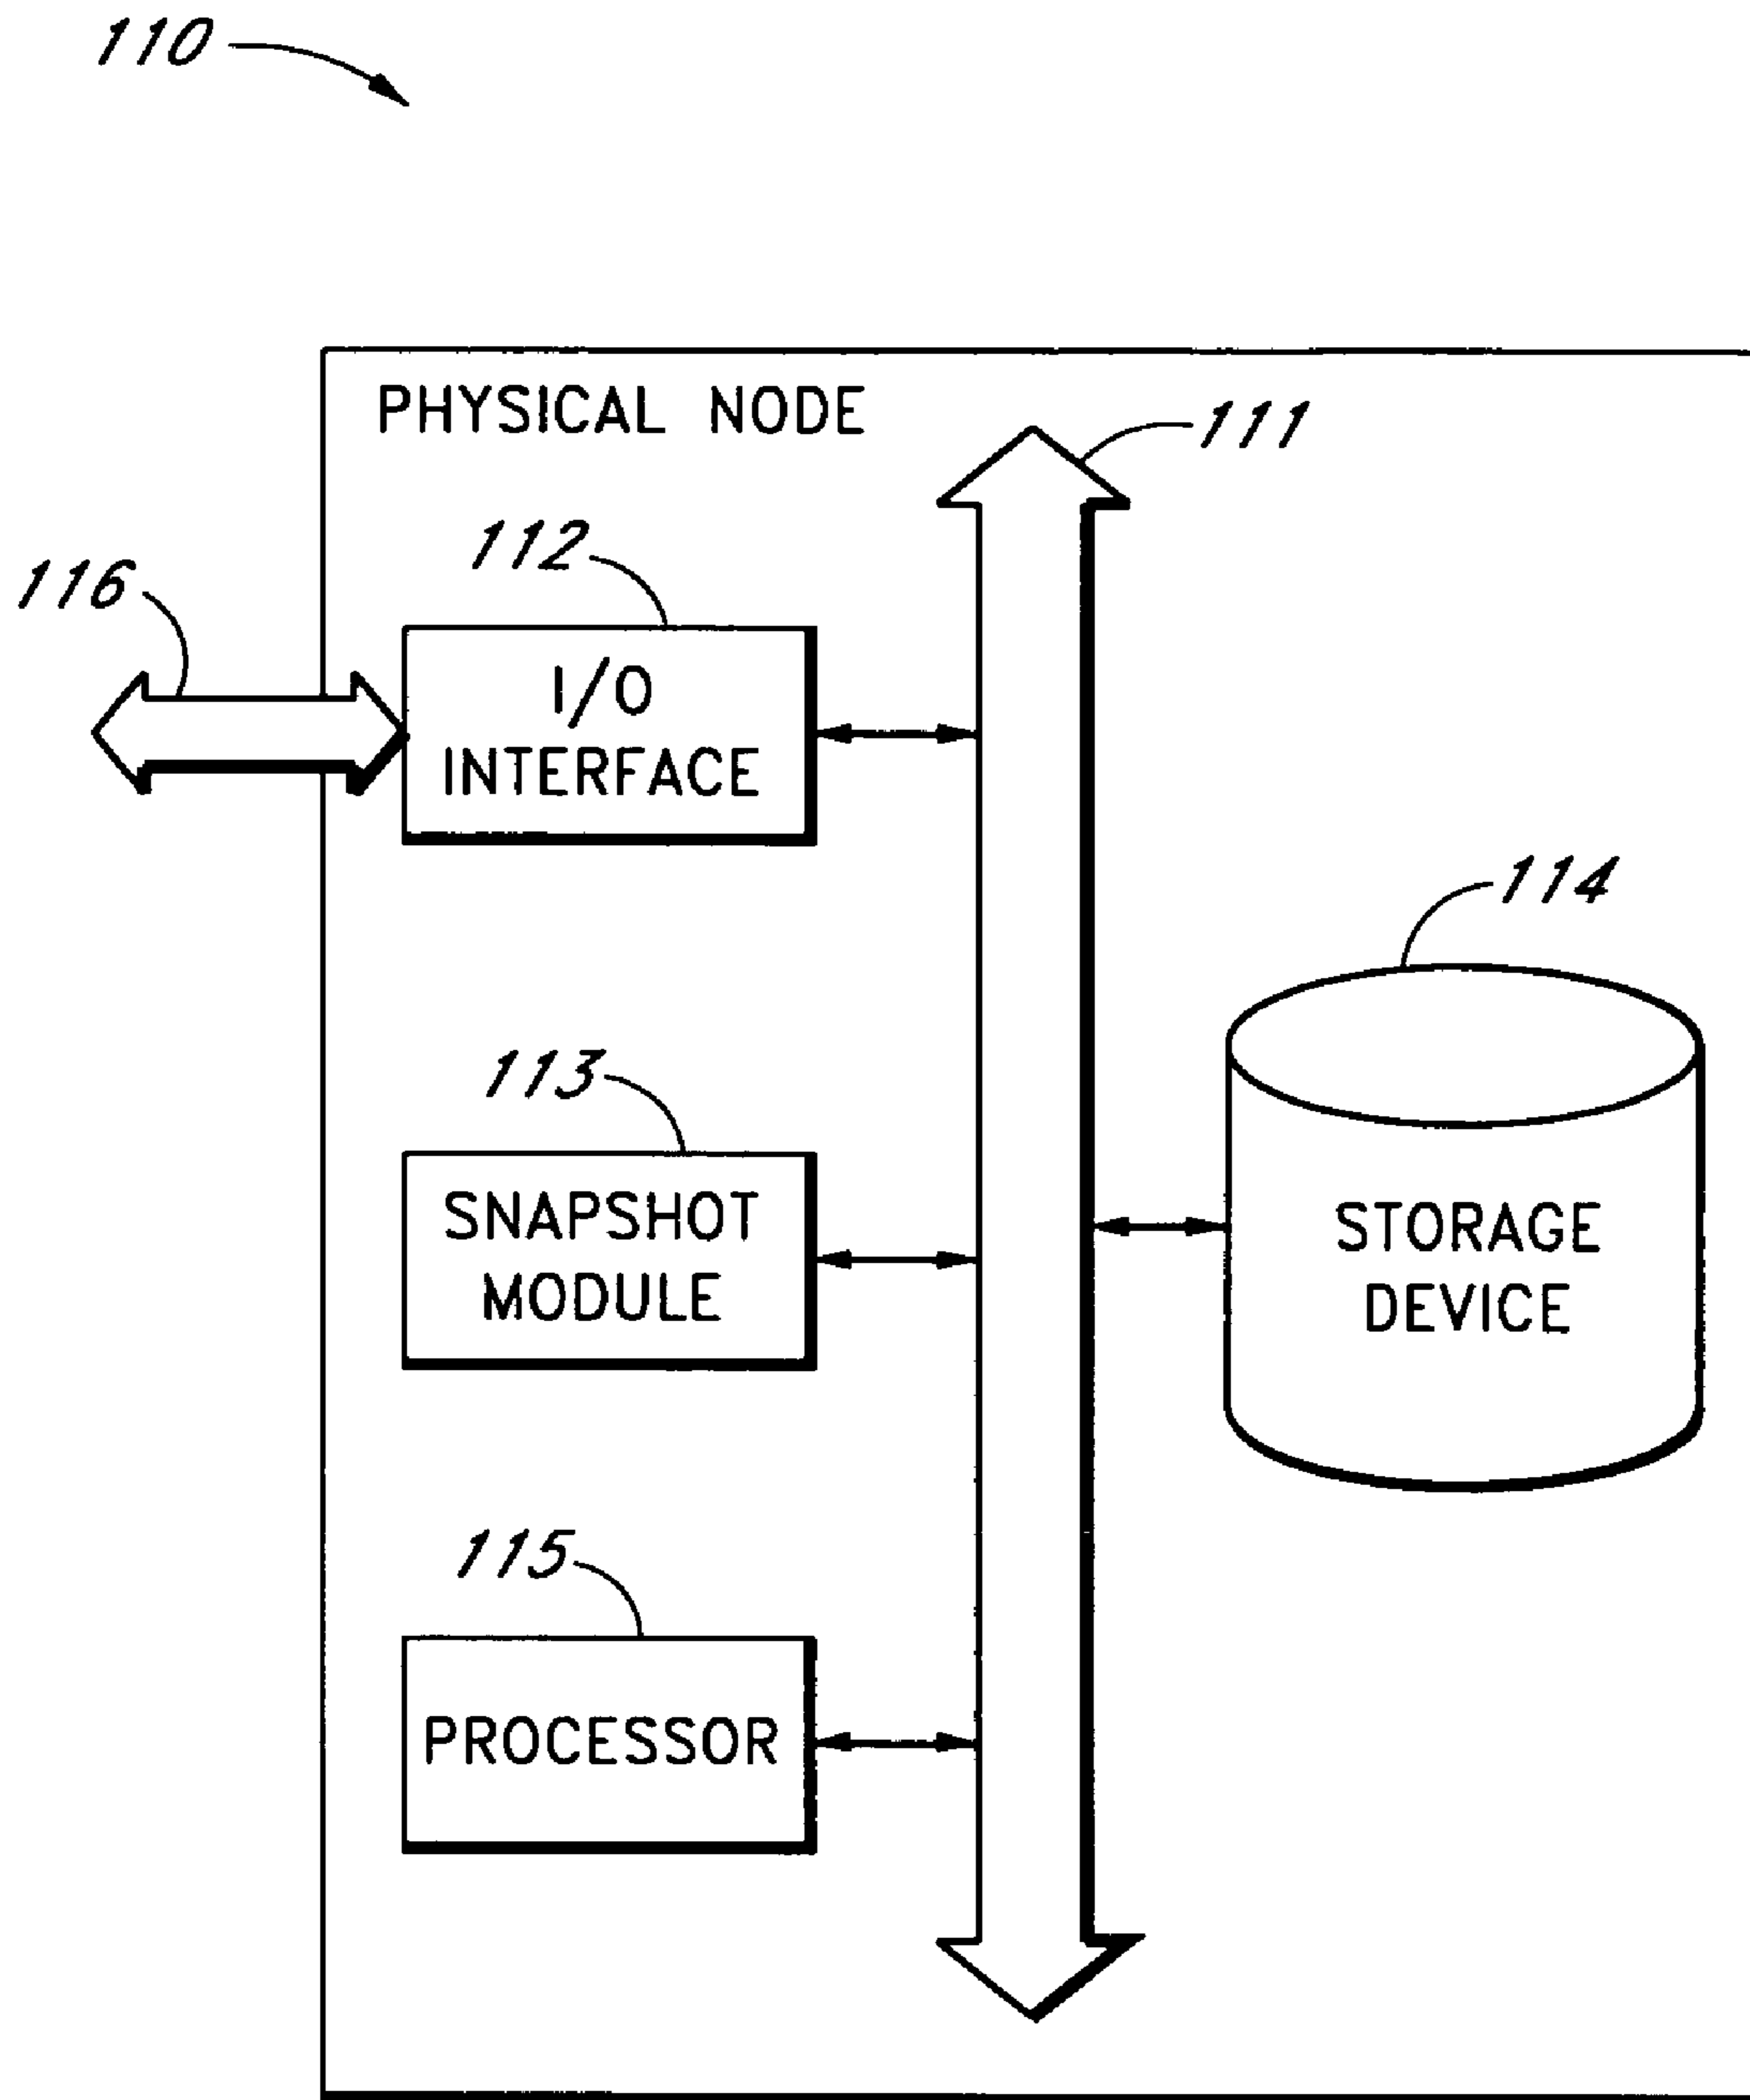 110
PHYSICAL NODE
111
112
116
I/O
INTERFACE
114
113
SNAPSHOT
MODULE
STORAGE
DEVICE
115
PROCESSOR